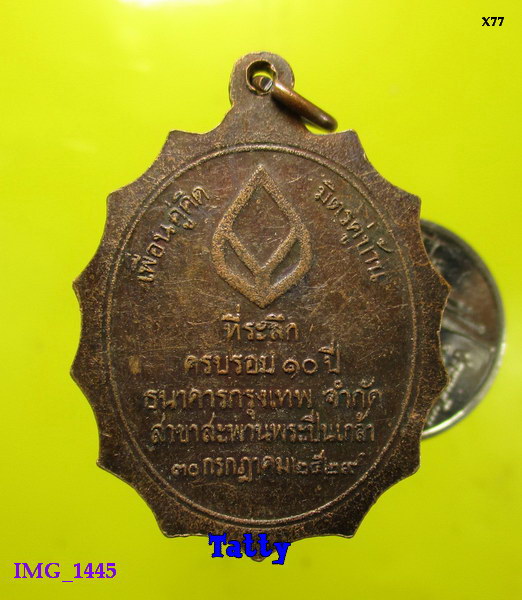 X77
เพื่อนคู่คิด มิตรคู่บ้าน
ที่ระลึก
ครบรอบ ๑๐ ปี
ธนาคารกรุงเทพ จำกัด
สาขาสะพานพระปิ่นเกล้า
๓๐ กรกฎาคม ๒๕๒๙
Tatty
IMG_1445